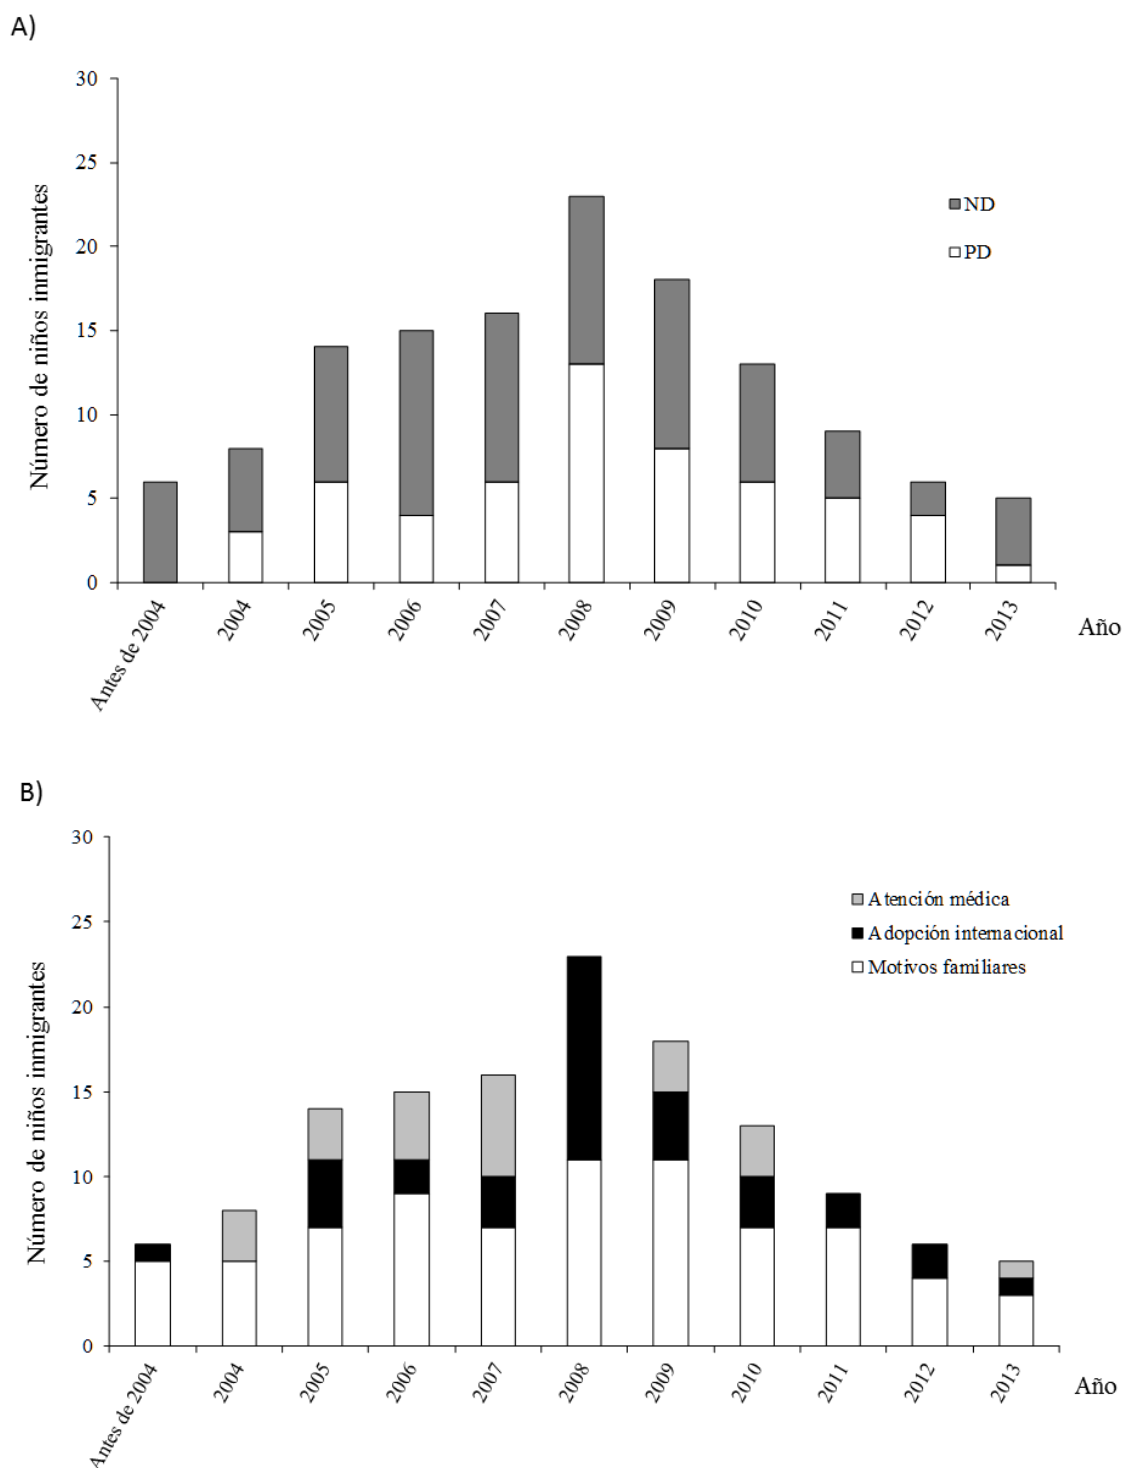 A)
30
25
20
15
10
5
0
Número de niños inmigrantes
ND
PD
Antes de 2004
2004
2005
2006
2007
2008
2009
2010
2011
2012
2013
Año
B)
30
25
20
15
10
5
0
Número de niños inmigrantes
Atención médica
Adopción internacional
Motivos familiares
Antes de 2004
2004
2005
2006
2007
2008
2009
2010
2011
2012
2013
Año